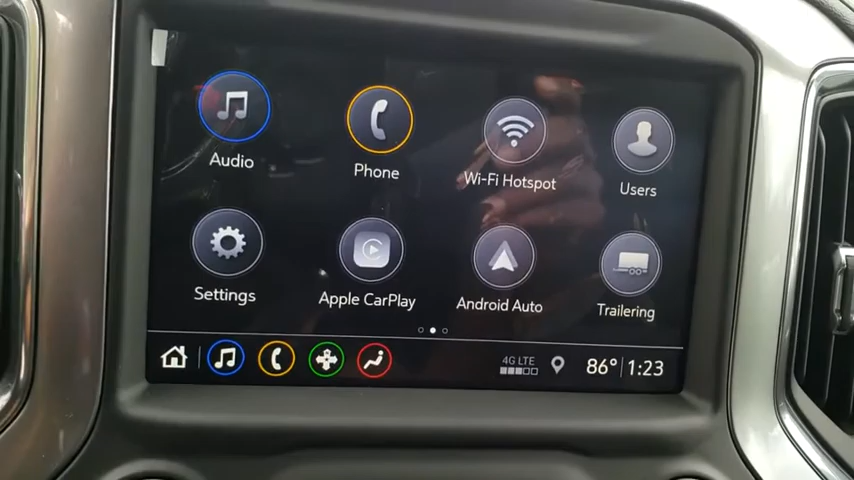 Audio
Phone
Wi-Fi Hotspot
Users
Settings
Apple CarPlay
Android Auto
Trailering
4G LTE
86° 1:23